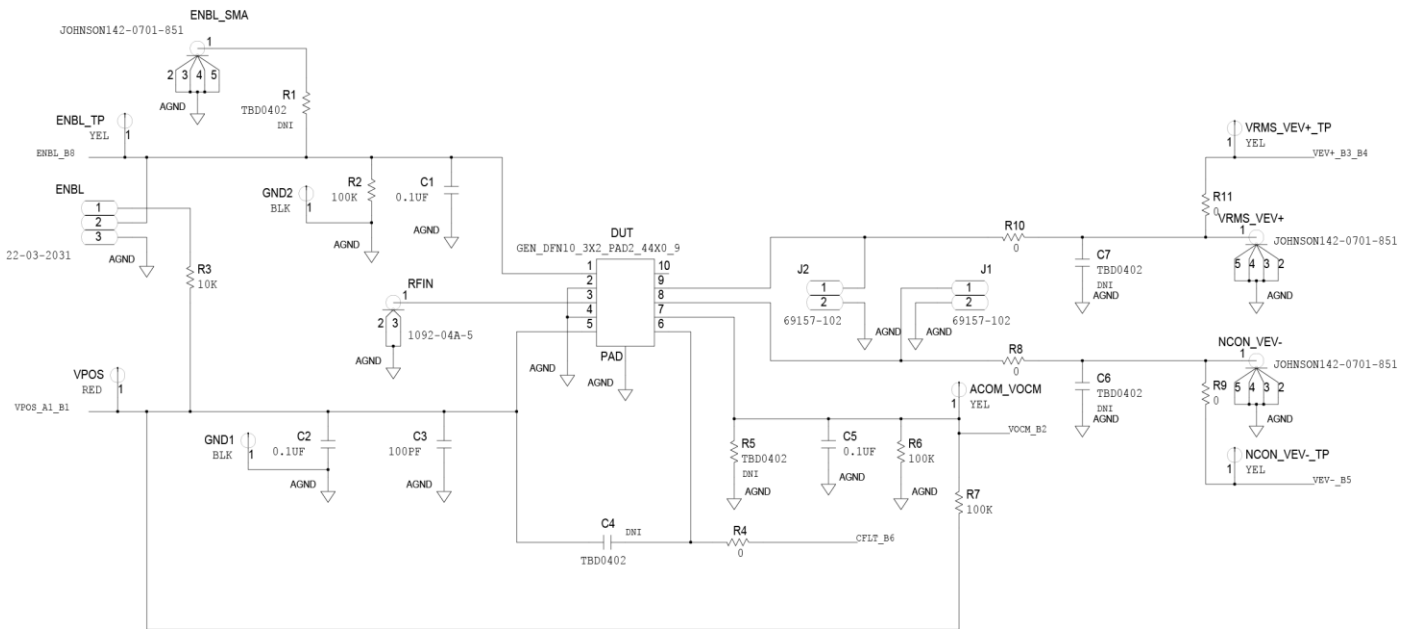 ENBL_SMA
JOHNSON142-0701-851
1
2 3 4 5
AGND
R1
TBD0402
DNI
ENBL_TP
YEL
1
ENBL_B8
ENBL
1
2
3
22-03-2031
AGND
R3
10K
GND2
BLK
1
R2
100K
AGND
C1
0.1UF
AGND
RFIN
1
2 3
1092-04A-5
AGND
DUT
GEN_DFN10_3X2_PAD2_44X0_9
1
2
3
4
5
10
9
8
7
6
PAD
AGND
AGND
J2
1
2
69157-102
AGND
J1
1
2
69157-102
AGND
R10
0
C7
TBD0402
DNI
AGND
VRMS_VEV+_TP
YEL
1
VEV+_B3_B4
R11
0
VRMS_VEV+
1
JOHNSON142-0701-851
5 4 3 2
AGND
R8
0
C6
TBD0402
DNI
AGND
NCON_VEV-
1
JOHNSON142-0701-851
5 4 3 2
AGND
R9
0
NCON_VEV-_TP
YEL
1
VEV-_B5
VPOS
RED
1
VPOS_A1_B1
GND1
BLK
1
C2
0.1UF
AGND
C3
100PF
AGND
ACOM_VOCM
YEL
1
VOCM_B2
R5
TBD0402
DNI
AGND
C5
0.1UF
AGND
R6
100K
AGND
R7
100K
C4
DNI
TBD0402
R4
0
CFLT_B6